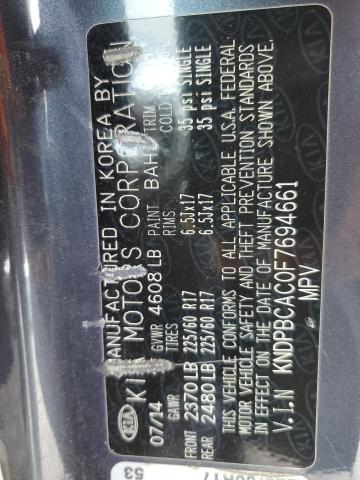 MANUFACTURED IN KOREA BY
KIA MOTORS CORPORATION
07/14 GVWR 4608 LB PAINT BAH TRIM
GAWR TIRES RIMS COLD
FRONT 2370 LB 225/60 R17 6.5JX17 35 psi SINGLE
REAR 2480 LB 225/60 R17 6.5JX17 35 psi SINGLE
THIS VEHICLE CONFORMS TO ALL APPLICABLE U.S.A. FEDERAL
MOTOR VEHICLE SAFETY AND THEFT PREVENTION STANDARDS
IN EFFECT ON THE DATE OF MANUFACTURE SHOWN ABOVE.
V.I.N KNDPBCAC0F7694661
MPV
53